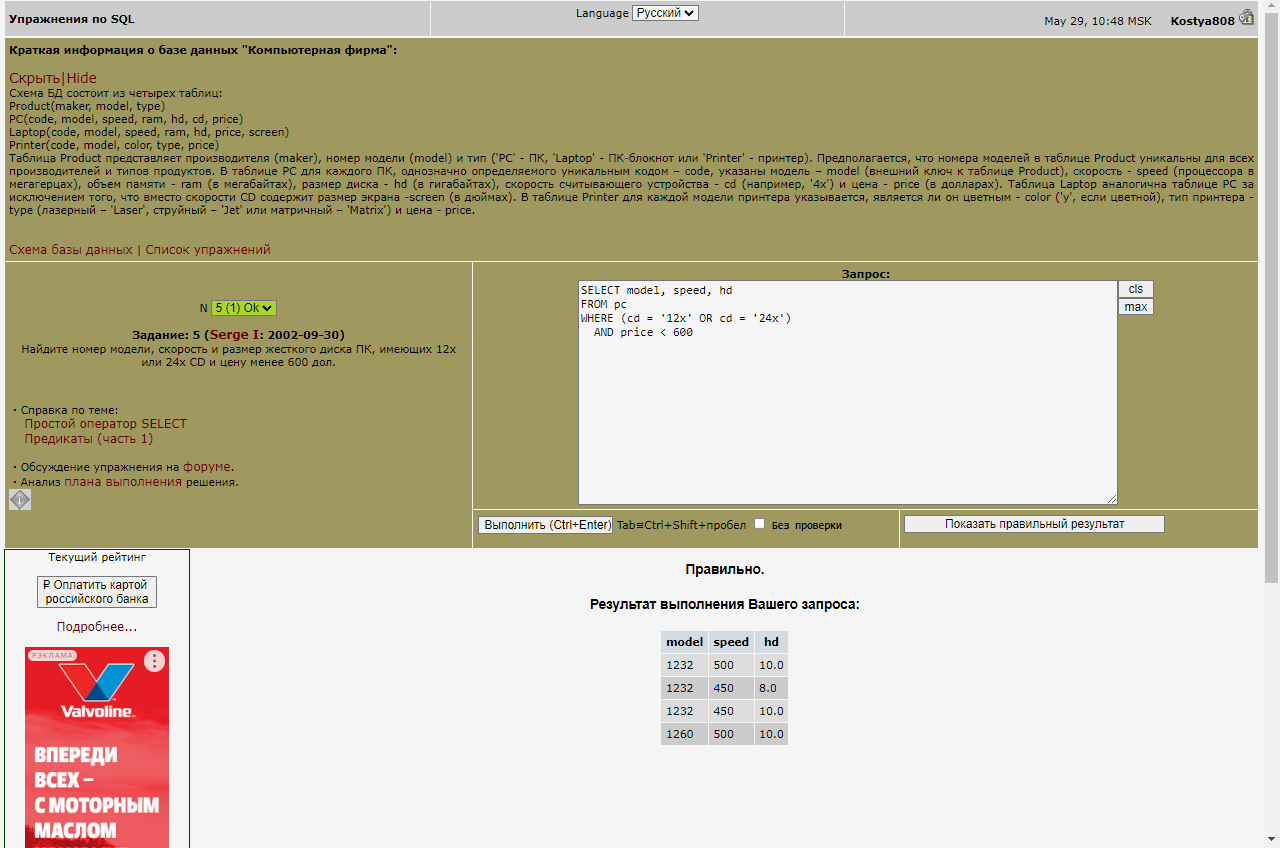 Упражнения по SQL
Language Русский
May 29, 10:48 MSK Kostya808
Краткая информация о базе данных "Компьютерная фирма":
Скрыть|Hide
Схема БД состоит из четырех таблиц:
Product(maker, model, type)
PC(code, model, speed, ram, hd, cd, price)
Laptop(code, model, speed, ram, hd, price, screen)
Printer(code, model, color, type, price)
Таблица Product представляет производителя (maker), номер модели (model) и тип ('PC' - ПК, 'Laptop' - ПК-блокнот или 'Printer' - принтер). Предполагается, что номера моделей в таблице Product уникальны для всех
производителей и типов продуктов. В таблице PC для каждого ПК, однозначно определяемого уникальным кодом – code, указаны модель – model (внешний ключ к таблице Product), скорость - speed (процессора в
мегагерцах), объем памяти - ram (в мегабайтах), размер диска - hd (в гигабайтах), скорость считывающего устройства - cd (например, '4x') и цена - price (в долларах). Таблица Laptop аналогична таблице РС за
исключением того, что вместо скорости CD содержит размер экрана -screen (в дюймах). В таблице Printer для каждой модели принтера указывается, является ли он цветным - color ('y', если цветной), тип принтера -
type (лазерный – 'Laser', струйный – 'Jet' или матричный – 'Matrix') и цена - price.
Схема базы данных | Список упражнений
N 5 (1) Ok
Задание: 5 (Serge I: 2002-09-30)
Найдите номер модели, скорость и размер жесткого диска ПК, имеющих 12x
или 24x CD и цену менее 600 дол.
· Справка по теме:
Простой оператор SELECT
Предикаты (часть 1)
· Обсуждение упражнения на форуме.
· Анализ плана выполнения решения.
i
Запрос:
SELECT model, speed, hd
FROM pc
WHERE (cd = '12x' OR cd = '24x')
AND price < 600
cls
max
Выполнить (Ctrl+Enter) Tab≡Ctrl+Shift+пробел Без проверки
Показать правильный результат
Текущий рейтинг
₽ Оплатить картой
российского банка
Подробнее...
РЕКЛАМА
Valvoline
ВПЕРЕДИ
ВСЕХ –
С МОТОРНЫМ
МАСЛОМ
Правильно.
Результат выполнения Вашего запроса:
model speed hd
1232 500 10.0
1232 450 8.0
1232 450 10.0
1260 500 10.0